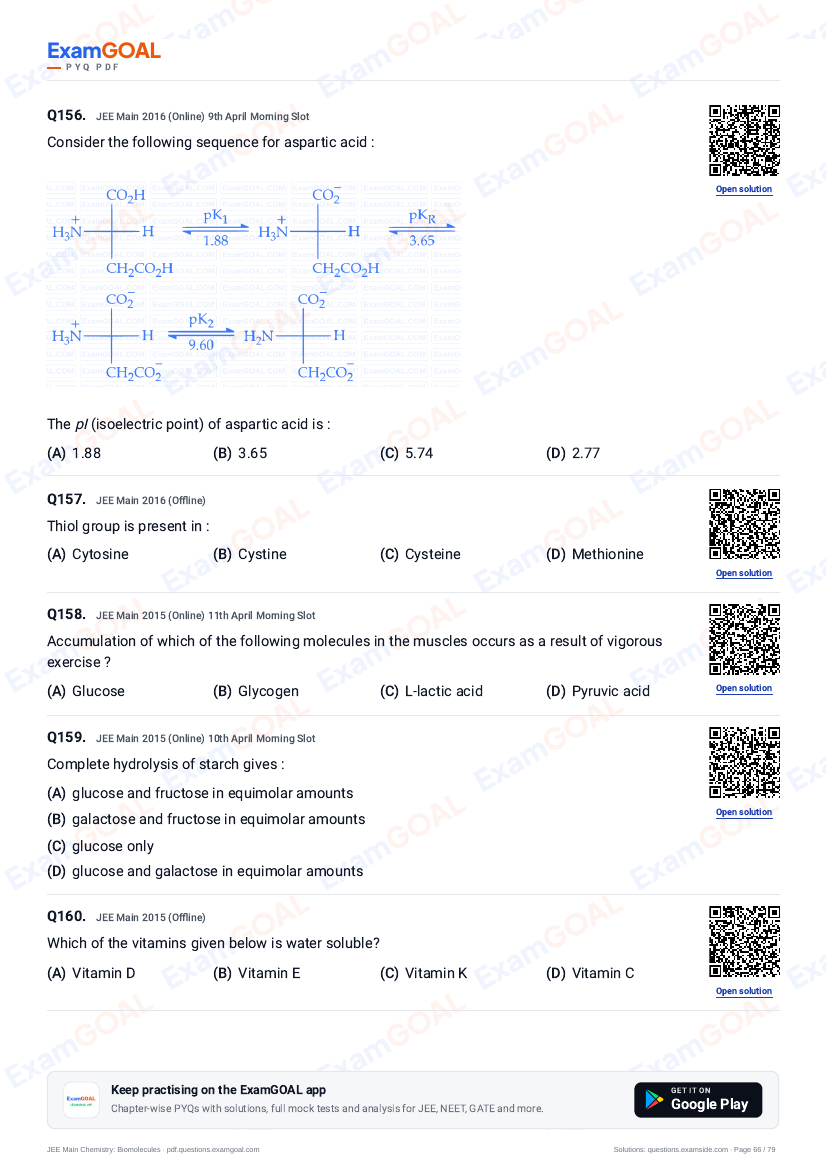 ExamGOAL
PYQ PDF
Q156. JEE Main 2016 (Online) 9th April Morning Slot
Consider the following sequence for aspartic acid :
Open solution
CO₂H CO₂⁻
H₃N⁺ H pK₁ 1.88 H₃N⁺ H pK_R 3.65
CH₂CO₂H CH₂CO₂H
CO₂⁻ CO₂⁻
H₃N⁺ H pK₂ 9.60 H₂N H
CH₂CO₂⁻ CH₂CO₂⁻
The pI (isoelectric point) of aspartic acid is :
(A) 1.88 (B) 3.65 (C) 5.74 (D) 2.77
Q157. JEE Main 2016 (Offline)
Thiol group is present in :
(A) Cytosine (B) Cystine (C) Cysteine (D) Methionine
Open solution
Q158. JEE Main 2015 (Online) 11th April Morning Slot
Accumulation of which of the following molecules in the muscles occurs as a result of vigorous
exercise ?
(A) Glucose (B) Glycogen (C) L-lactic acid (D) Pyruvic acid
Open solution
Q159. JEE Main 2015 (Online) 10th April Morning Slot
Complete hydrolysis of starch gives :
(A) glucose and fructose in equimolar amounts
(B) galactose and fructose in equimolar amounts
(C) glucose only
(D) glucose and galactose in equimolar amounts
Open solution
Q160. JEE Main 2015 (Offline)
Which of the vitamins given below is water soluble?
(A) Vitamin D (B) Vitamin E (C) Vitamin K (D) Vitamin C
Open solution
ExamGOAL
Keep practising on the ExamGOAL app
Chapter-wise PYQs with solutions, full mock tests and analysis for JEE, NEET, GATE and more.
GET IT ON
Google Play
JEE Main Chemistry: Biomolecules · pdf.questions.examgoal.com
Solutions: questions.examside.com · Page 66 / 79